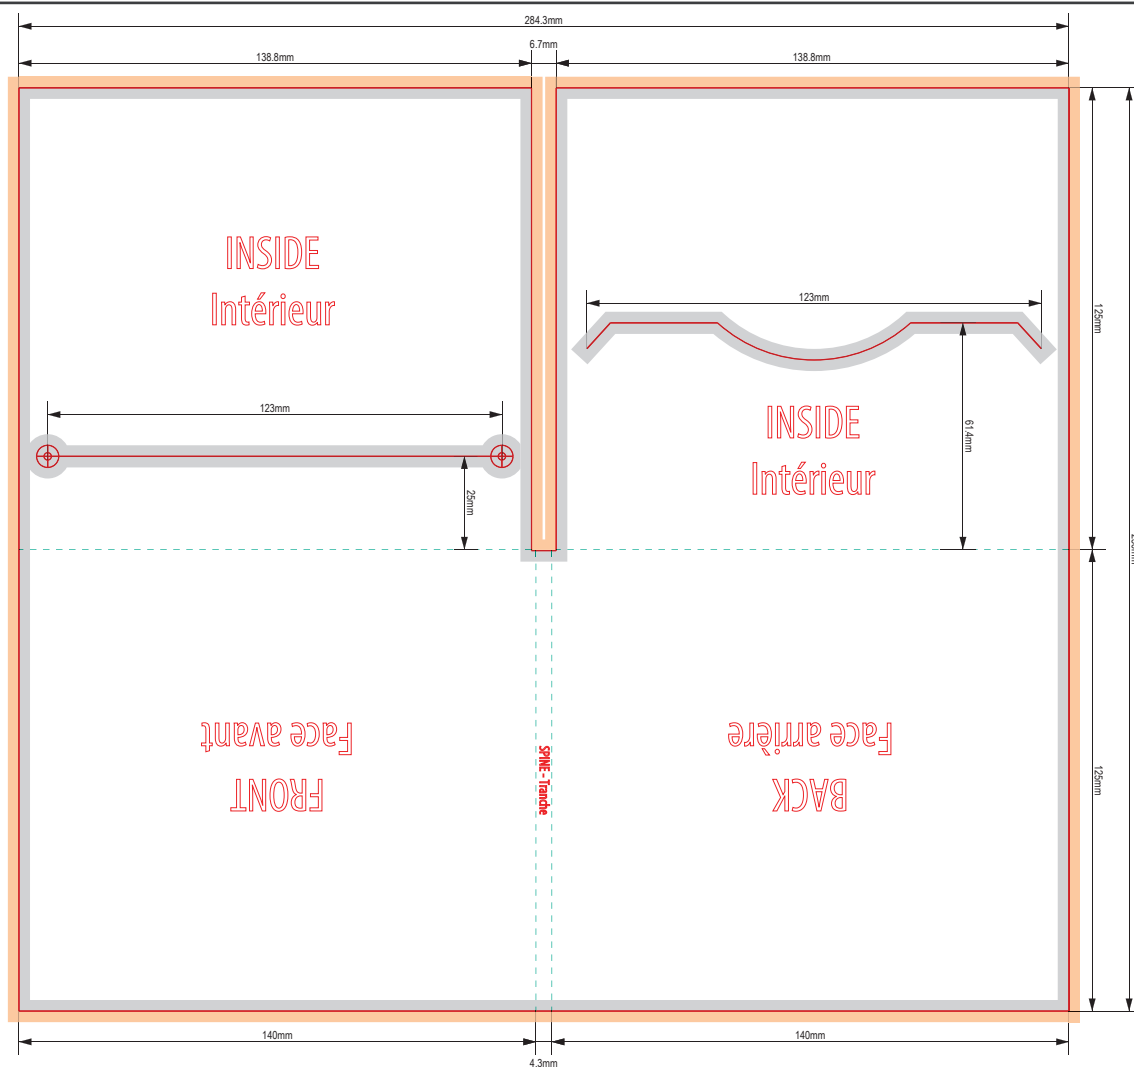 284.3mm
6.7mm
138.8mm
138.8mm
INSIDE
Intérieur
123mm
125mm
123mm
61.4mm
INSIDE
Intérieur
25mm
Face avant
FRONT
SPINE - Tranche
Face arrière
BACK
125mm
140mm
140mm
4.3mm